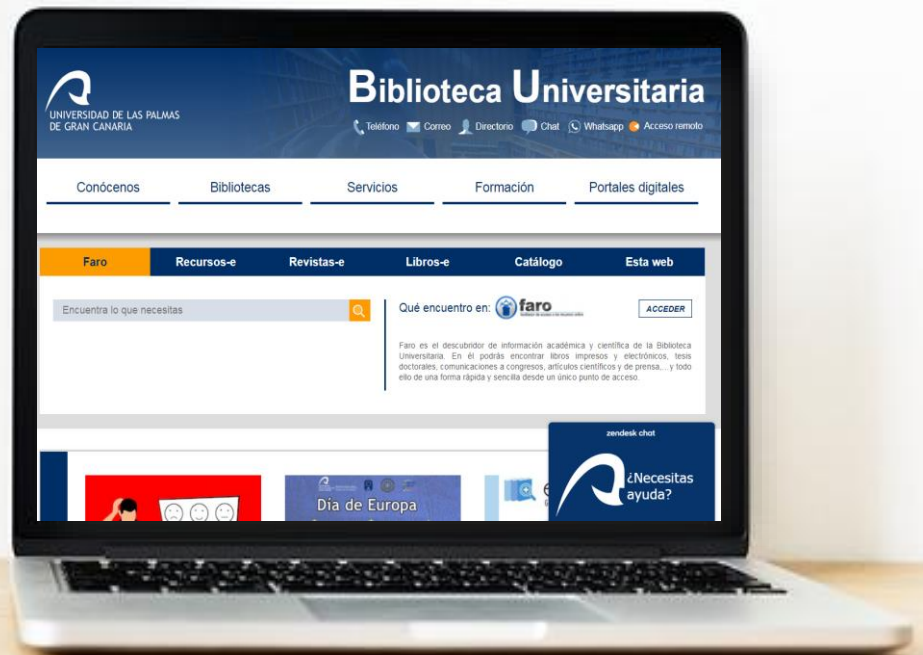 Biblioteca Universitaria
UNIVERSIDAD DE LAS PALMAS
DE GRAN CANARIA
Teléfono Correo Directorio Chat Whatsapp Acceso remoto
Conócenos Bibliotecas Servicios Formación Portales digitales
Faro Recursos-e Revistas-e Libros-e Catálogo Esta web
Encuentra lo que necesitas
Qué encuentro en: faro ACCEDER
Faro es el descubridor de información académica y científica de la Biblioteca
Universitaria. En él podrás encontrar libros impresos y electrónicos, tesis
doctorales, comunicaciones a congresos, artículos científicos y de prensa,... y todo
ello de una forma rápida y sencilla desde un único punto de acceso.
zendesk chat
¿Necesitas
ayuda?
Día de Europa